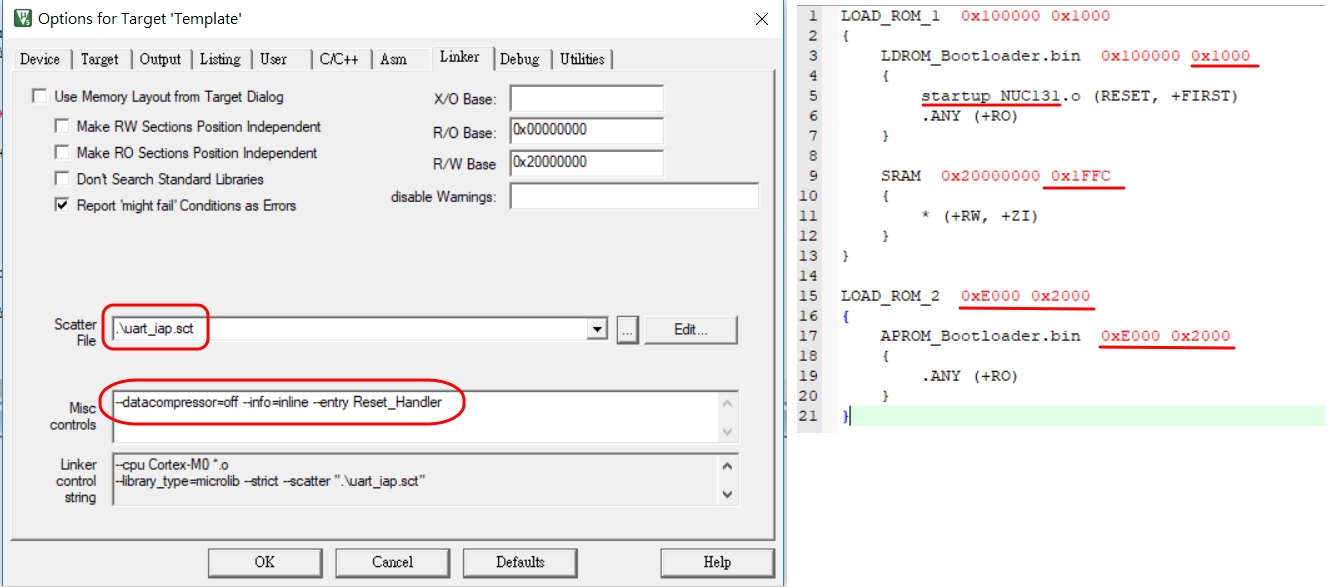 Options for Target 'Template'
Device Target Output Listing User C/C++ Asm Linker Debug Utilities
Use Memory Layout from Target Dialog
Make RW Sections Position Independent
Make RO Sections Position Independent
Don't Search Standard Libraries
Report 'might fail' Conditions as Errors
X/O Base:
R/O Base: 0x00000000
R/W Base 0x20000000
disable Warnings:
Scatter
File
.\uart_iap.sct
... Edit...
Misc
controls
--datacompressor=off --info=inline --entry Reset_Handler
Linker
control
string
--cpu Cortex-M0 *.o
--library_type=microlib --strict --scatter ".\uart_iap.sct"
OK Cancel Defaults Help
1 LOAD_ROM_1 0x100000 0x1000
2 {
3 LDROM_Bootloader.bin 0x100000 0x1000
4 {
5 startup_NUC131.o (RESET, +FIRST)
6 .ANY (+RO)
7 }
8
9 SRAM 0x20000000 0x1FFC
10 {
11 * (+RW, +ZI)
12 }
13 }
14
15 LOAD_ROM_2 0xE000 0x2000
16 {
17 APROM_Bootloader.bin 0xE000 0x2000
18 {
19 .ANY (+RO)
20 }
21 }